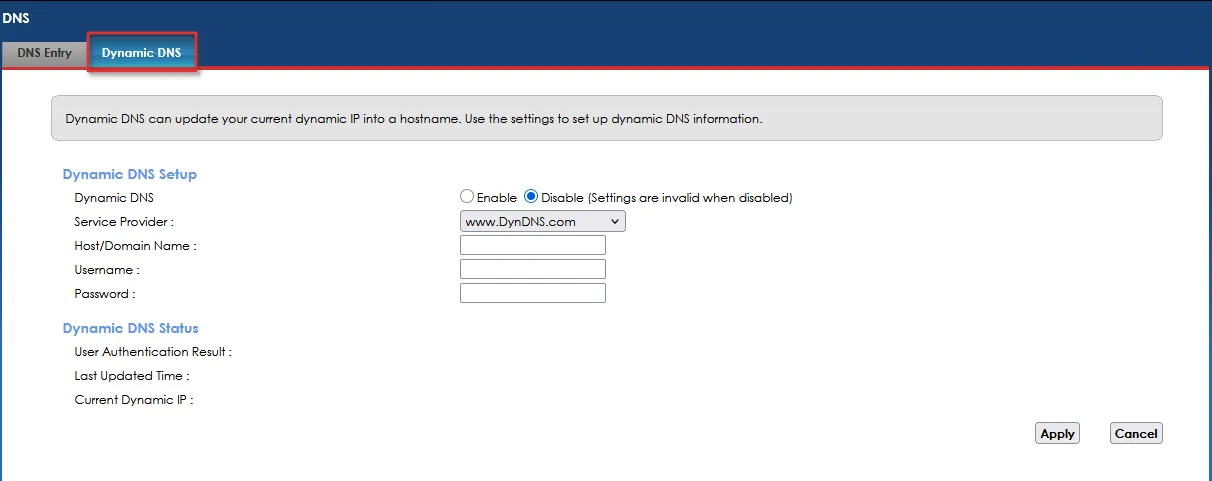 DNS
DNS Entry Dynamic DNS
Dynamic DNS can update your current dynamic IP into a hostname. Use the settings to set up dynamic DNS information.
Dynamic DNS Setup
Dynamic DNS Enable Disable (Settings are invalid when disabled)
Service Provider : www.DynDNS.com
Host/Domain Name :
Username :
Password :
Dynamic DNS Status
User Authentication Result :
Last Updated Time :
Current Dynamic IP :
Apply Cancel